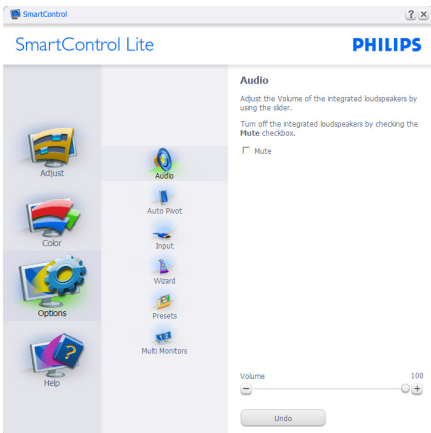 SmartControl
SmartControl Lite
PHILIPS
Adjust
Color
Options
Help
Audio
Auto Pivot
Input
Wizard
Presets
Multi Monitors
Audio
Adjust the Volume of the integrated loudspeakers by
using the slider.
Turn off the integrated loudspeakers by checking the
Mute checkbox.
Mute
Volume 100
Undo